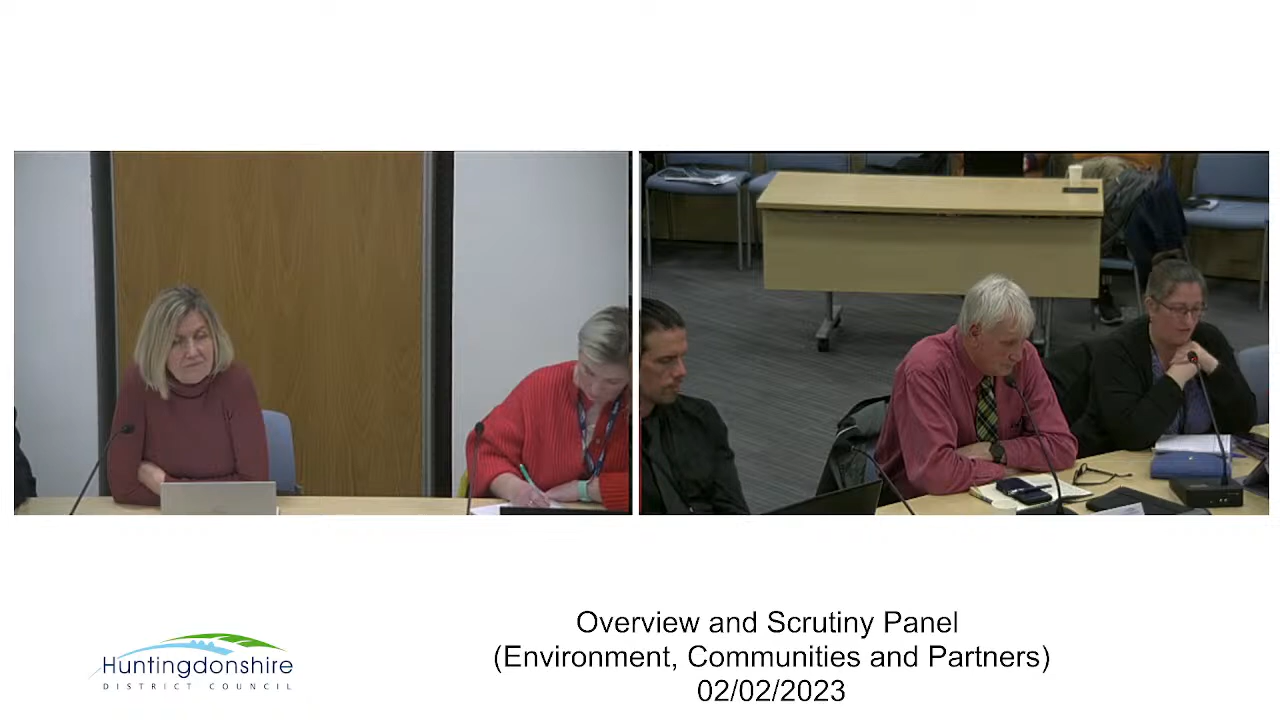 Huntingdonshire
DISTRICT COUNCIL
Overview and Scrutiny Panel
(Environment, Communities and Partners)
02/02/2023